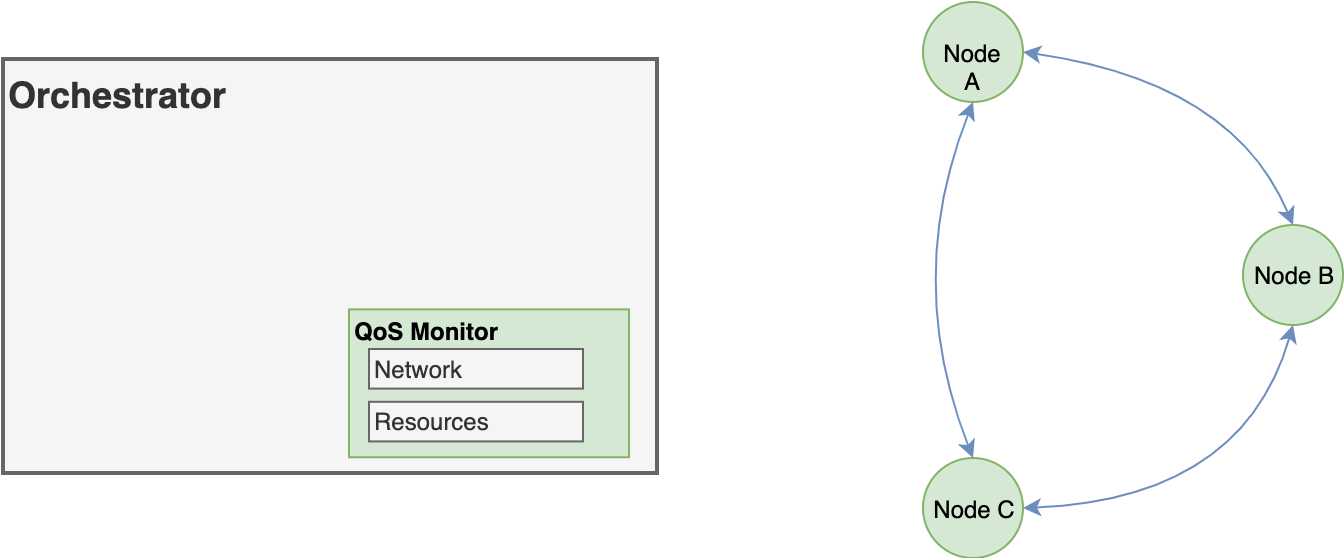 Orchestrator
QoS Monitor
Network
Resources
Node
A
Node B
Node C